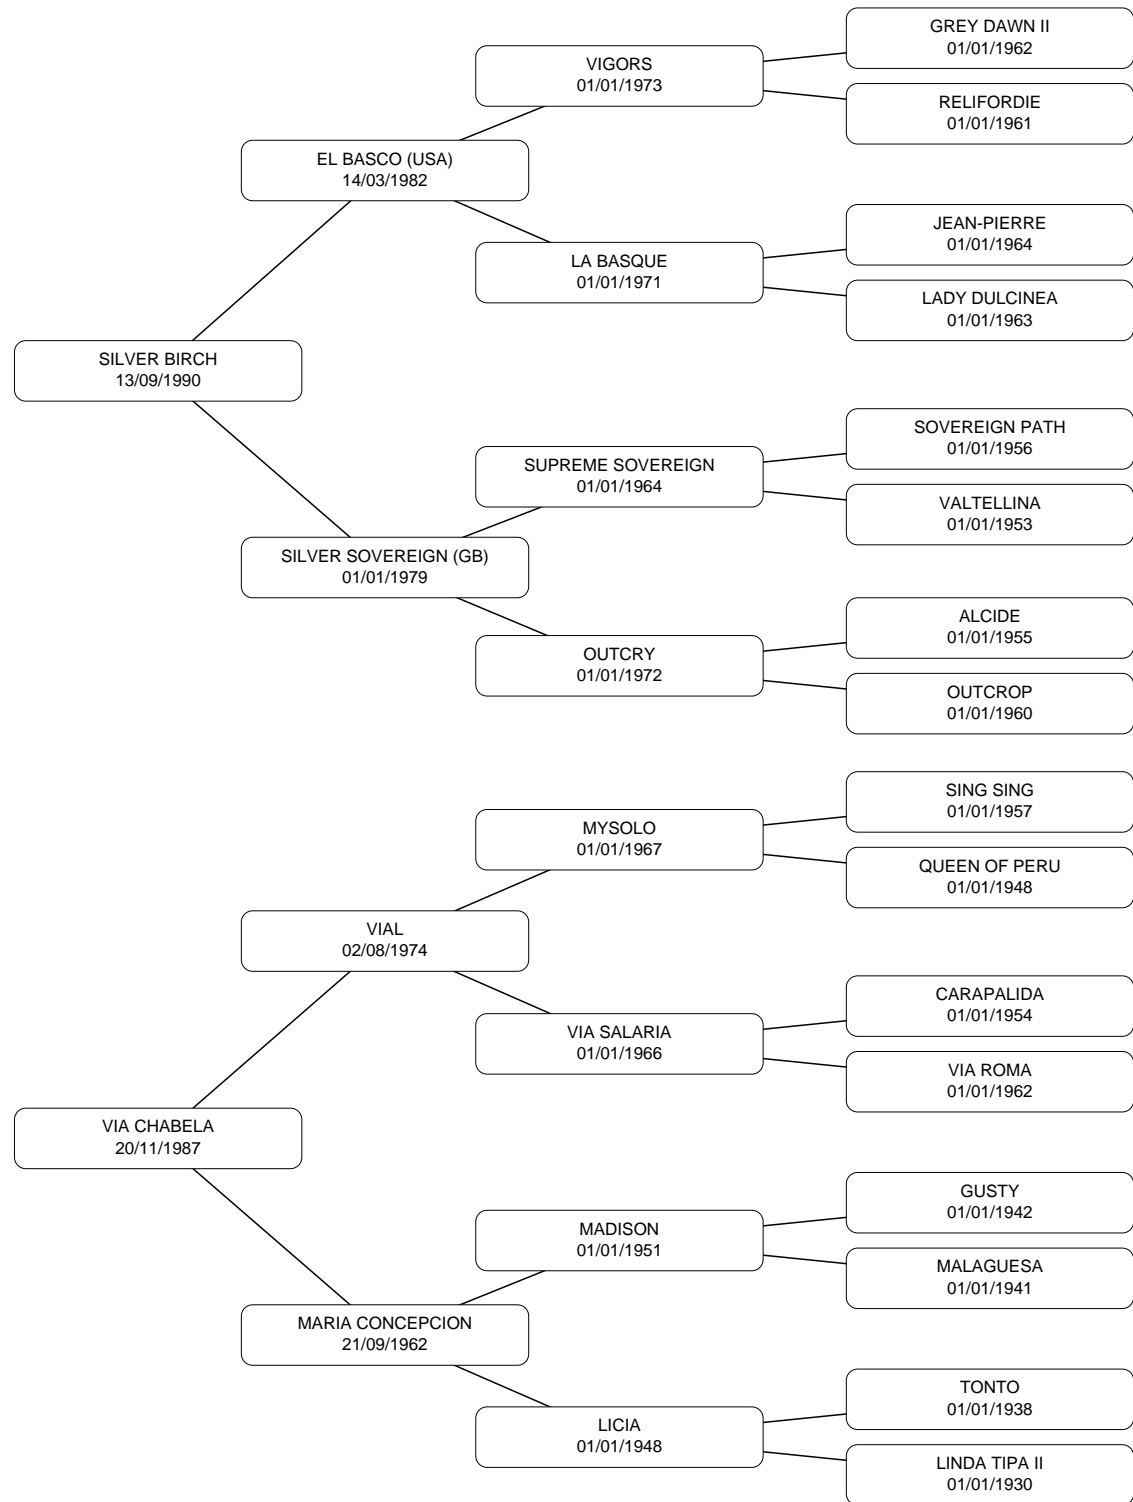 GREY DAWN II
01/01/1962
VIGORS
01/01/1973
RELIFORDIE
01/01/1961
EL BASCO (USA)
14/03/1982
JEAN-PIERRE
01/01/1964
LA BASQUE
01/01/1971
LADY DULCINEA
01/01/1963
SILVER BIRCH
13/09/1990
SOVEREIGN PATH
01/01/1956
SUPREME SOVEREIGN
01/01/1964
VALTELLINA
01/01/1953
SILVER SOVEREIGN (GB)
01/01/1979
ALCIDE
01/01/1955
OUTCRY
01/01/1972
OUTCROP
01/01/1960
SING SING
01/01/1957
MYSOLO
01/01/1967
QUEEN OF PERU
01/01/1948
VIAL
02/08/1974
CARAPALIDA
01/01/1954
VIA SALARIA
01/01/1966
VIA ROMA
01/01/1962
VIA CHABELA
20/11/1987
GUSTY
01/01/1942
MADISON
01/01/1951
MALAGUESA
01/01/1941
MARIA CONCEPCION
21/09/1962
TONTO
01/01/1938
LICIA
01/01/1948
LINDA TIPA II
01/01/1930